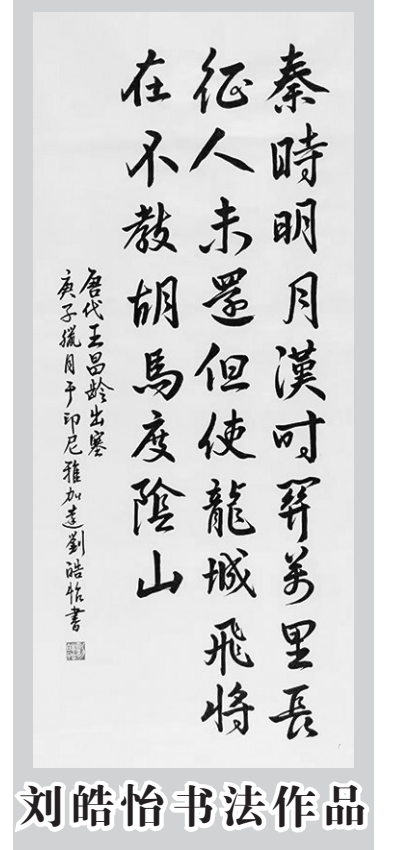 秦時明月漢时關萬里長
征人未還但使龍城飛將
在不教胡馬度陰山
唐代王昌龄出塞
庚子臘月于印尼雅加達劉皓怡書
刘皓怡书法作品